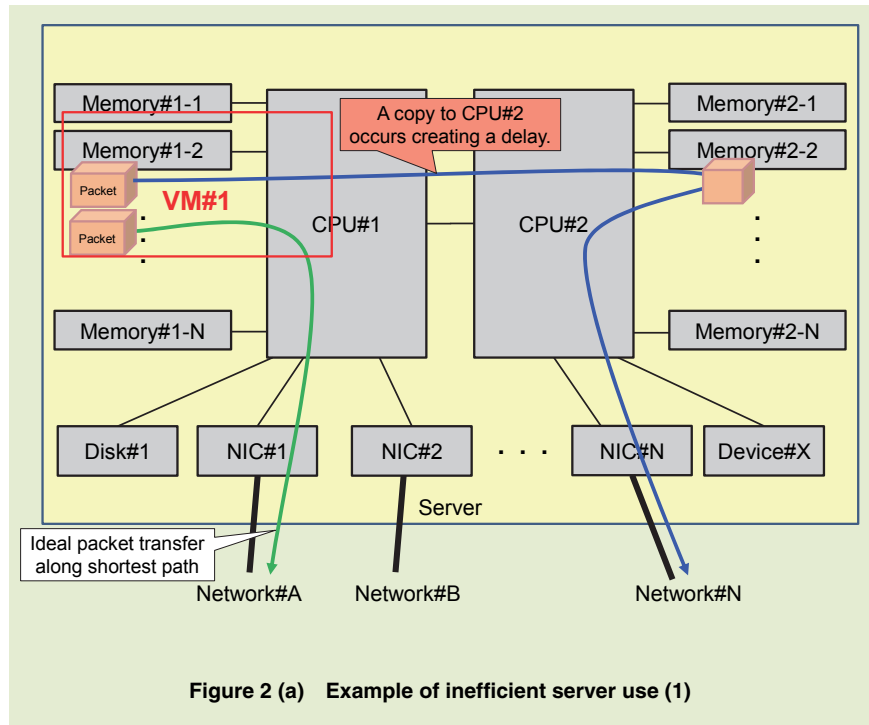 Memory#1-1
Memory#2-1
A copy to CPU#2
occurs creating a delay.
Memory#1-2
Memory#2-2
Packet
VM#1
Packet
CPU#1
CPU#2
Memory#1-N
Memory#2-N
Disk#1
NIC#1
NIC#2
. . .
NIC#N
Device#X
Server
Ideal packet transfer
along shortest path
Network#A
Network#B
Network#N
Figure 2 (a) Example of inefficient server use (1)